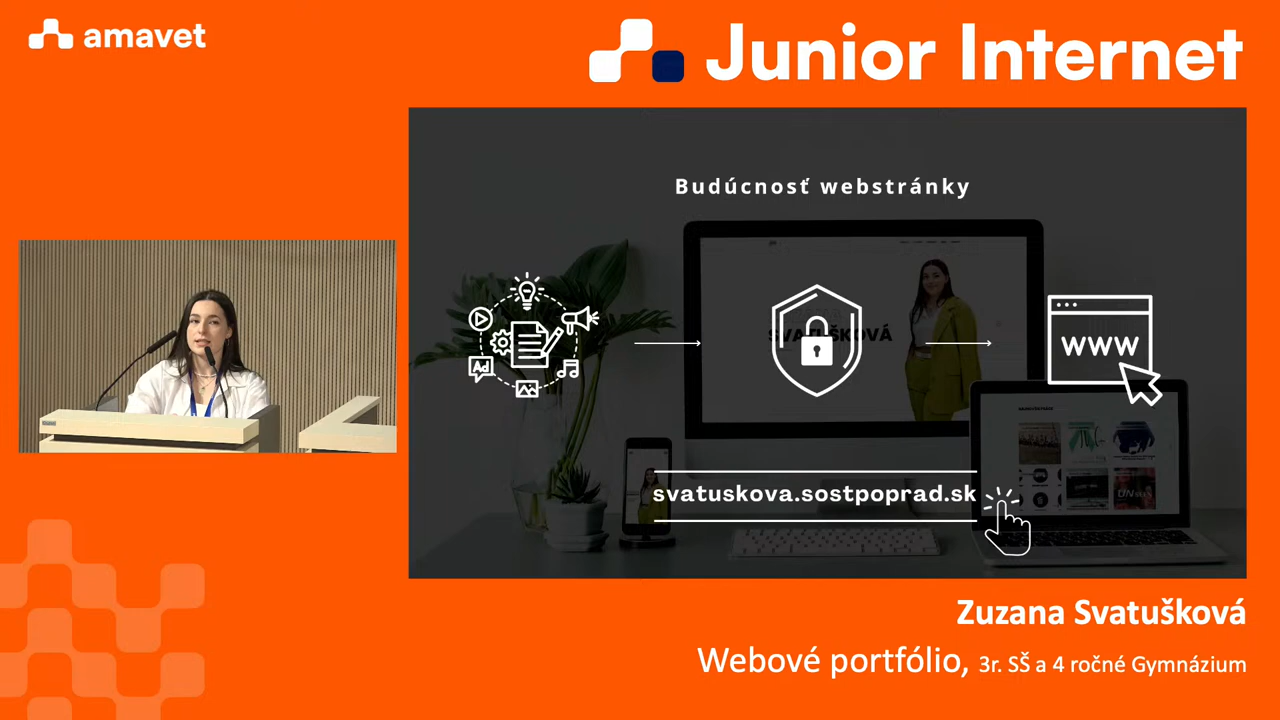 amavet
Junior Internet
Budúcnosť webstránky
SVATUŠKOVÁ
Ad
WWW
svatuskova.sostpoprad.sk
Zuzana Svatušková
Webové portfólio, 3r. SŠ a 4 ročné Gymnázium